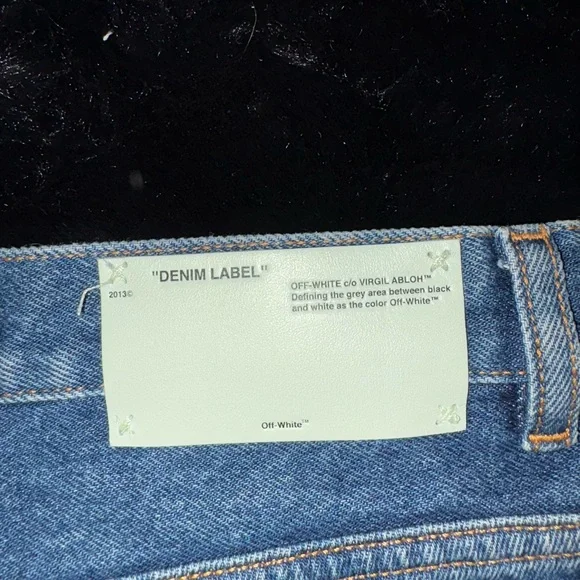 "DENIM LABEL"
2013©
OFF-WHITE c/o VIRGIL ABLOH™
Defining the grey area between black
and white as the color Off-White™
Off-White™